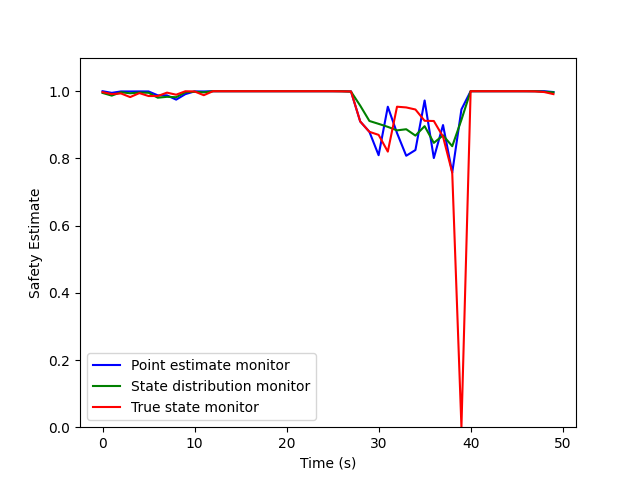 1.0
0.8
0.6
0.4
0.2
0.0
Safety Estimate
Point estimate monitor
State distribution monitor
True state monitor
0 10 20 30 40 50
Time (s)